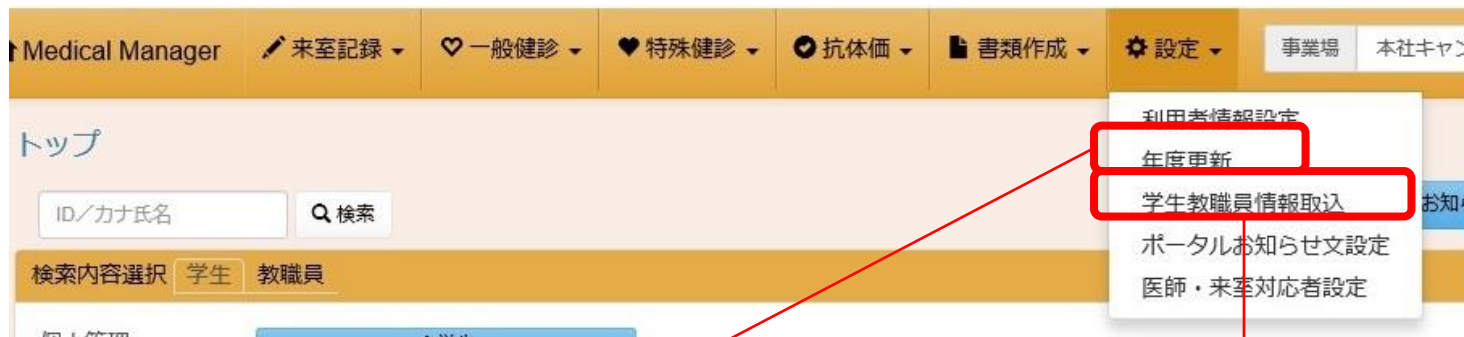 Medical Manager 来室記録 一般健診 特殊健診 抗体価 書類作成 設定 事業場 本社キャン
利用者情報設定
トップ
年度更新
ID／カナ氏名 検索
学生教職員情報取込 お知
ポータルお知らせ文設定
検索内容選択 学生 教職員
医師・来室対応者設定